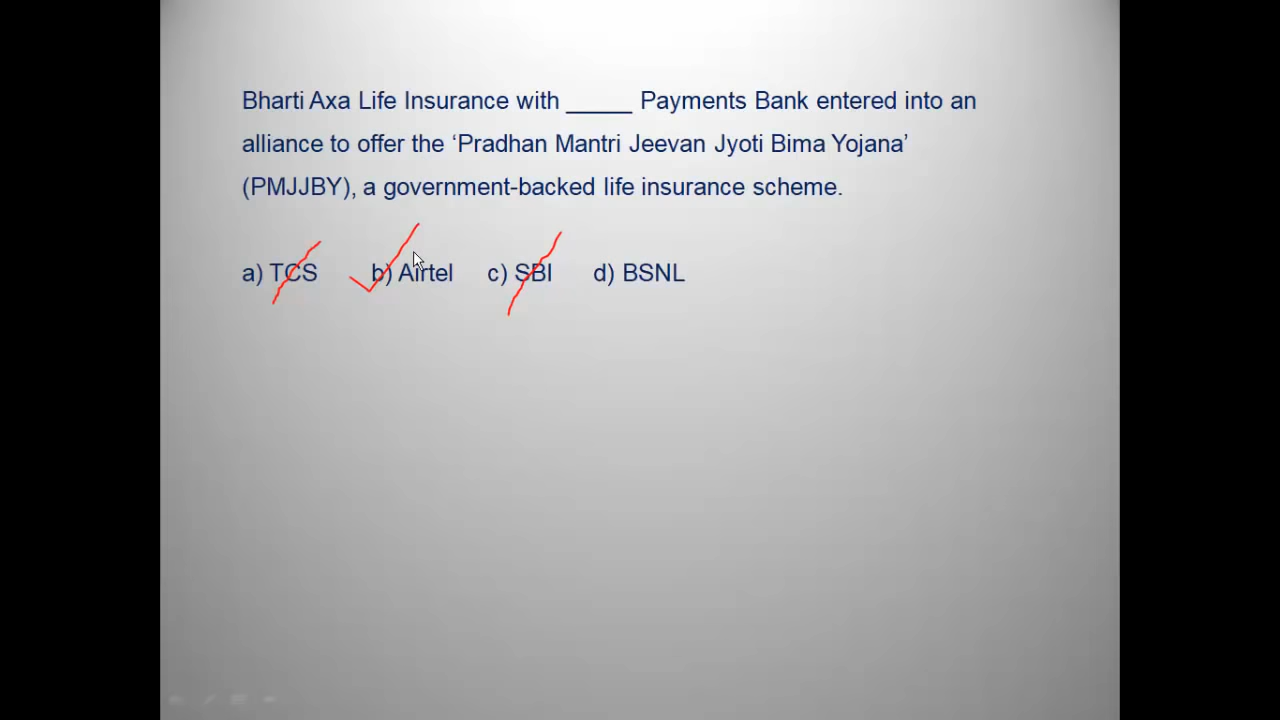 Bharti Axa Life Insurance with _____ Payments Bank entered into an
alliance to offer the ‘Pradhan Mantri Jeevan Jyoti Bima Yojana’
(PMJJBY), a government-backed life insurance scheme.
a) TCS b) Airtel c) SBI d) BSNL